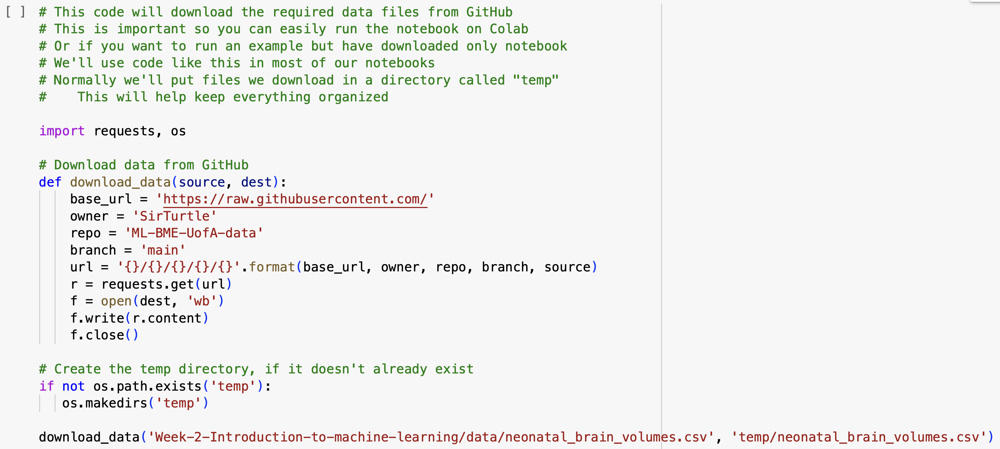 [ ] # This code will download the required data files from GitHub
# This is important so you can easily run the notebook on Colab
# Or if you want to run an example but have downloaded only notebook
# We'll use code like this in most of our notebooks
# Normally we'll put files we download in a directory called "temp"
#    This will help keep everything organized
import requests, os
# Download data from GitHub
def download_data(source, dest):
    base_url = 'https://raw.githubusercontent.com/'
    owner = 'SirTurtle'
    repo = 'ML-BME-UofA-data'
    branch = 'main'
    url = '{}/{}/{}/{}/{}'.format(base_url, owner, repo, branch, source)
    r = requests.get(url)
    f = open(dest, 'wb')
    f.write(r.content)
    f.close()
# Create the temp directory, if it doesn't already exist
if not os.path.exists('temp'):
   os.makedirs('temp')
download_data('Week-2-Introduction-to-machine-learning/data/neonatal_brain_volumes.csv', 'temp/neonatal_brain_volumes.csv')